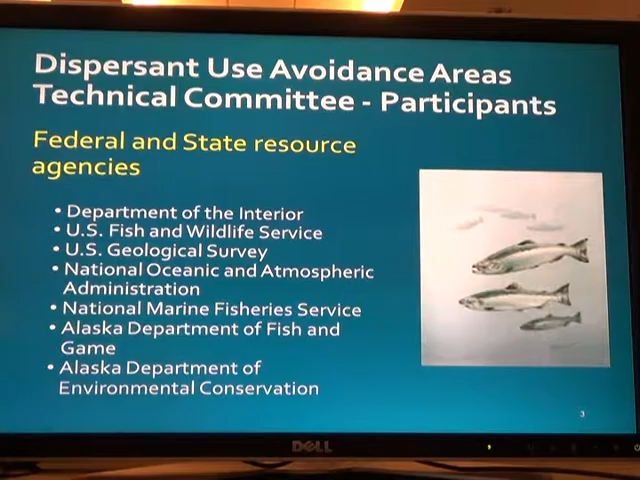 Dispersant Use Avoidance Areas
Technical Committee - Participants
Federal and State resource
agencies
• Department of the Interior
• U.S. Fish and Wildlife Service
• U.S. Geological Survey
• National Oceanic and Atmospheric
Administration
• National Marine Fisheries Service
• Alaska Department of Fish and
Game
• Alaska Department of
Environmental Conservation
3
DELL